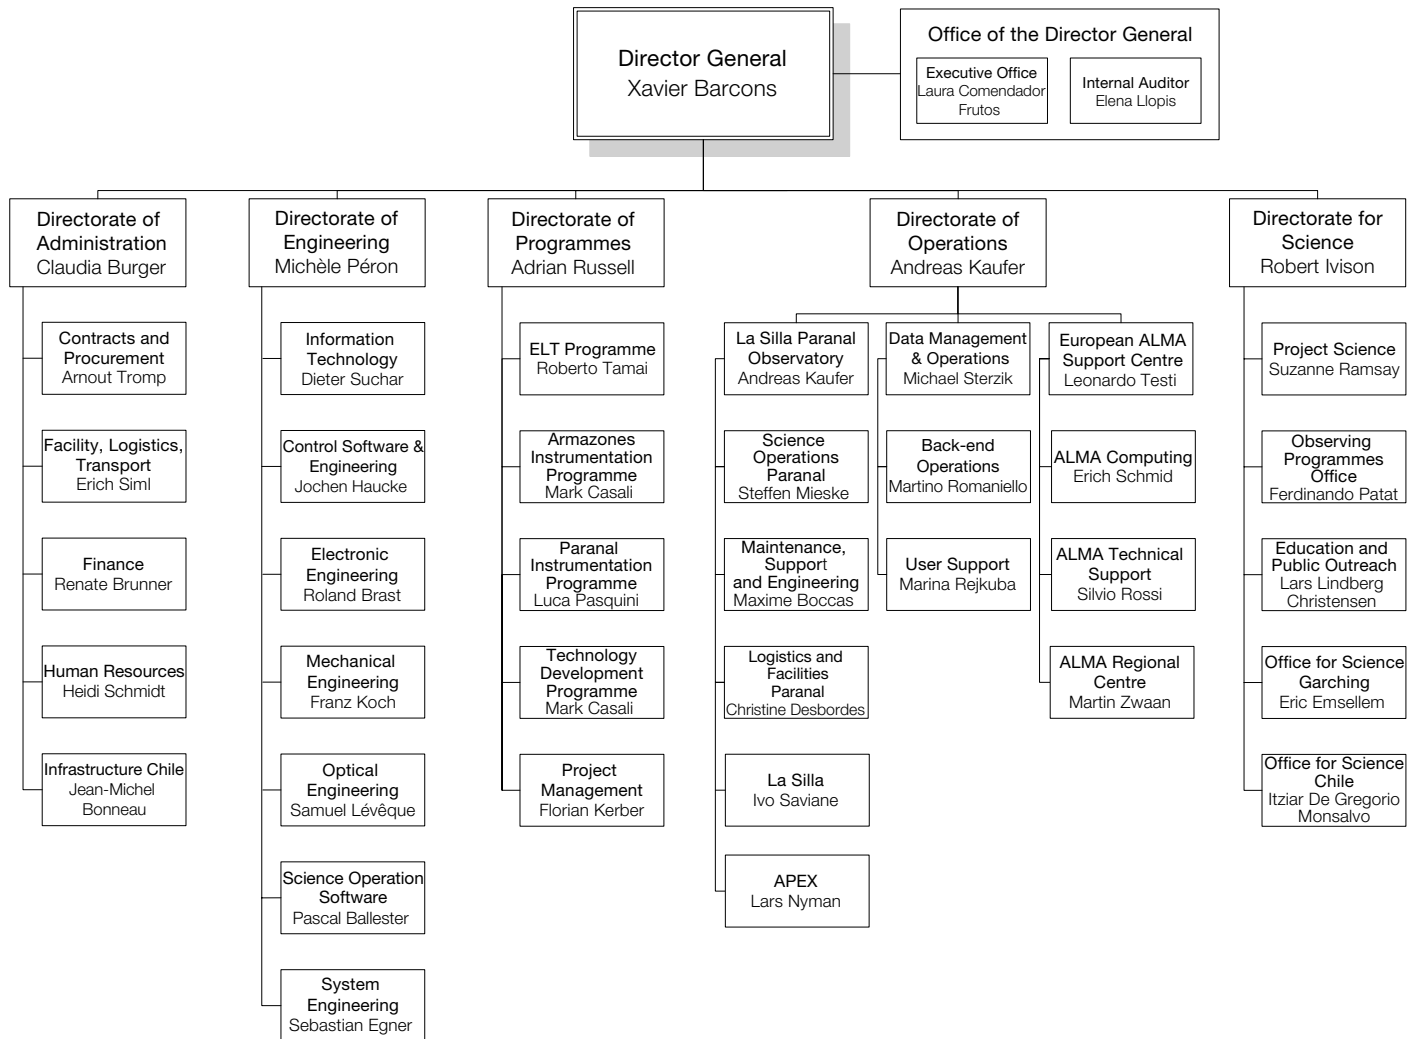 Director General
Xavier Barcons
Office of the Director General
Executive Office
Laura Comendador
Frutos
Internal Auditor
Elena Llopis
Directorate of
Administration
Claudia Burger
Contracts and
Procurement
Arnout Tromp
Facility, Logistics,
Transport
Erich Siml
Finance
Renate Brunner
Human Resources
Heidi Schmidt
Infrastructure Chile
Jean-Michel
Bonneau
Directorate of
Engineering
Michèle Péron
Information
Technology
Dieter Suchar
Control Software &
Engineering
Jochen Haucke
Electronic
Engineering
Roland Brast
Mechanical
Engineering
Franz Koch
Optical
Engineering
Samuel Lévêque
Science Operation
Software
Pascal Ballester
System
Engineering
Sebastian Egner
Directorate of
Programmes
Adrian Russell
ELT Programme
Roberto Tamai
Armazones
Instrumentation
Programme
Mark Casali
Paranal
Instrumentation
Programme
Luca Pasquini
Technology
Development
Programme
Mark Casali
Project
Management
Florian Kerber
Directorate of
Operations
Andreas Kaufer
La Silla Paranal
Observatory
Andreas Kaufer
Science
Operations
Paranal
Steffen Mieske
Maintenance,
Support
and Engineering
Maxime Boccas
Logistics and
Facilities
Paranal
Christine Desbordes
La Silla
Ivo Saviane
APEX
Lars Nyman
Data Management
& Operations
Michael Sterzik
Back-end
Operations
Martino Romaniello
User Support
Marina Rejkuba
European ALMA
Support Centre
Leonardo Testi
ALMA Computing
Erich Schmid
ALMA Technical
Support
Silvio Rossi
ALMA Regional
Centre
Martin Zwaan
Directorate for
Science
Robert Ivison
Project Science
Suzanne Ramsay
Observing
Programmes
Office
Ferdinando Patat
Education and
Public Outreach
Lars Lindberg
Christensen
Office for Science
Garching
Eric Emsellem
Office for Science
Chile
Itziar De Gregorio
Monsalvo